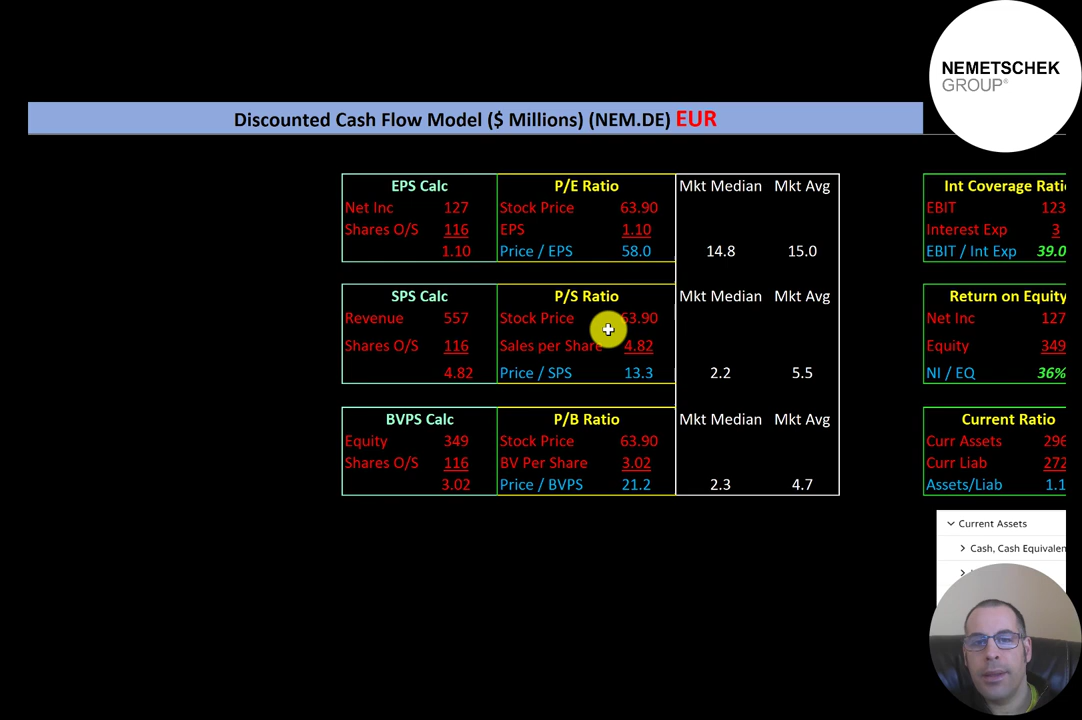 NEMETSCHEK
GROUP®
Discounted Cash Flow Model ($ Millions) (NEM.DE) EUR
EPS Calc P/E Ratio Mkt Median Mkt Avg Int Coverage Rati
Net Inc 127 Stock Price 63.90 EBIT 123
Shares O/S 116 EPS 1.10 Interest Exp 3
1.10 Price / EPS 58.0 14.8 15.0 EBIT / Int Exp 39.0
SPS Calc P/S Ratio Mkt Median Mkt Avg Return on Equity
Revenue 557 Stock Price 63.90 Net Inc 127
Shares O/S 116 Sales per Share 4.82 Equity 349
4.82 Price / SPS 13.3 2.2 5.5 NI / EQ 36%
BVPS Calc P/B Ratio Mkt Median Mkt Avg Current Ratio
Equity 349 Stock Price 63.90 Curr Assets 296
Shares O/S 116 BV Per Share 3.02 Curr Liab 272
3.02 Price / BVPS 21.2 2.3 4.7 Assets/Liab 1.1
Current Assets
Cash, Cash Equivalen